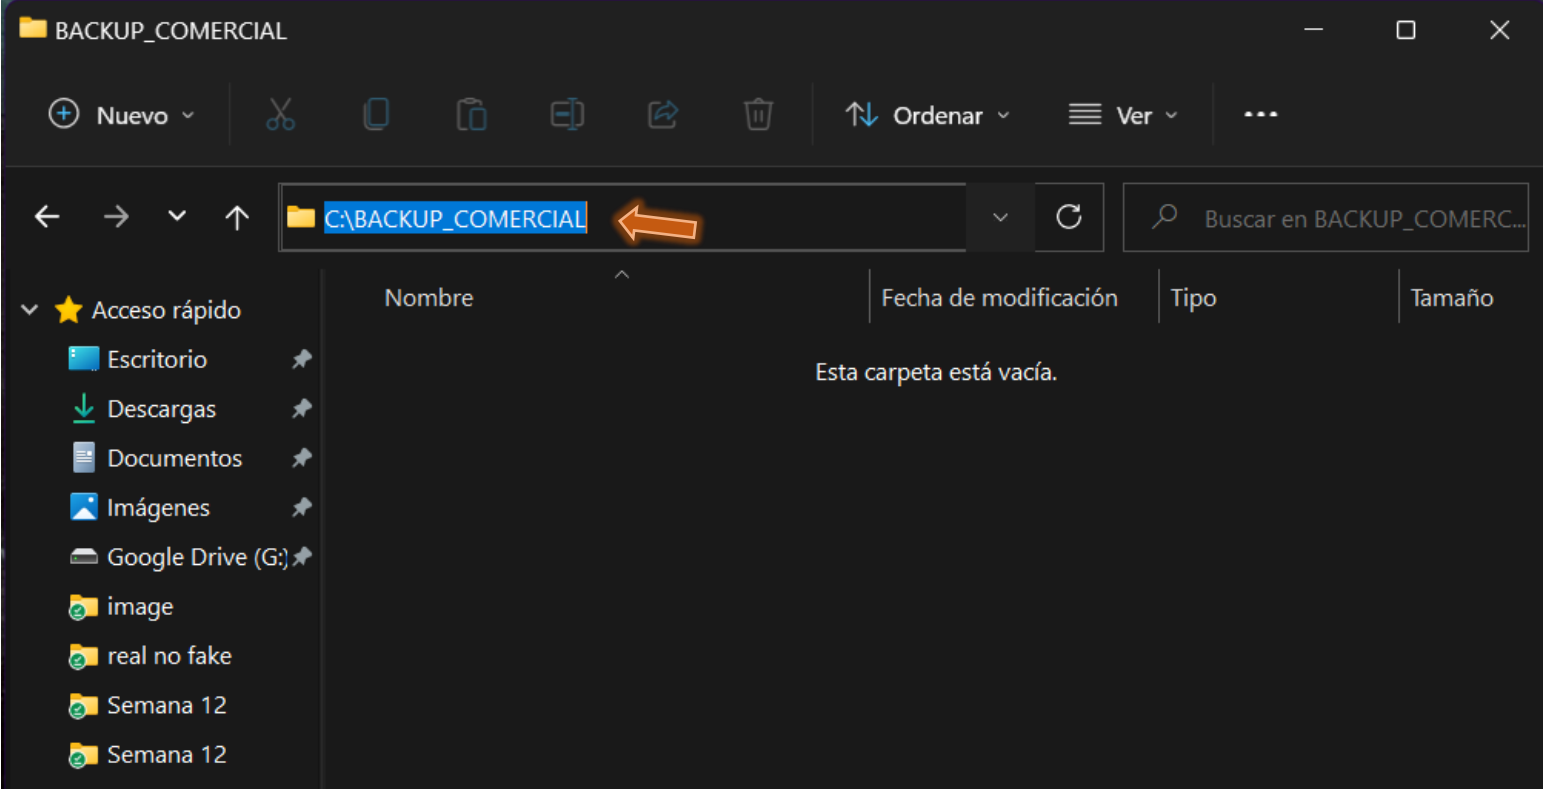 BACKUP_COMERCIAL
Nuevo
Ordenar
Ver
C:\BACKUP_COMERCIAL
Buscar en BACKUP_COMERC...
Nombre
Fecha de modificación
Tipo
Tamaño
Esta carpeta está vacía.
Acceso rápido
Escritorio
Descargas
Documentos
Imágenes
Google Drive (G:)
image
real no fake
Semana 12
Semana 12